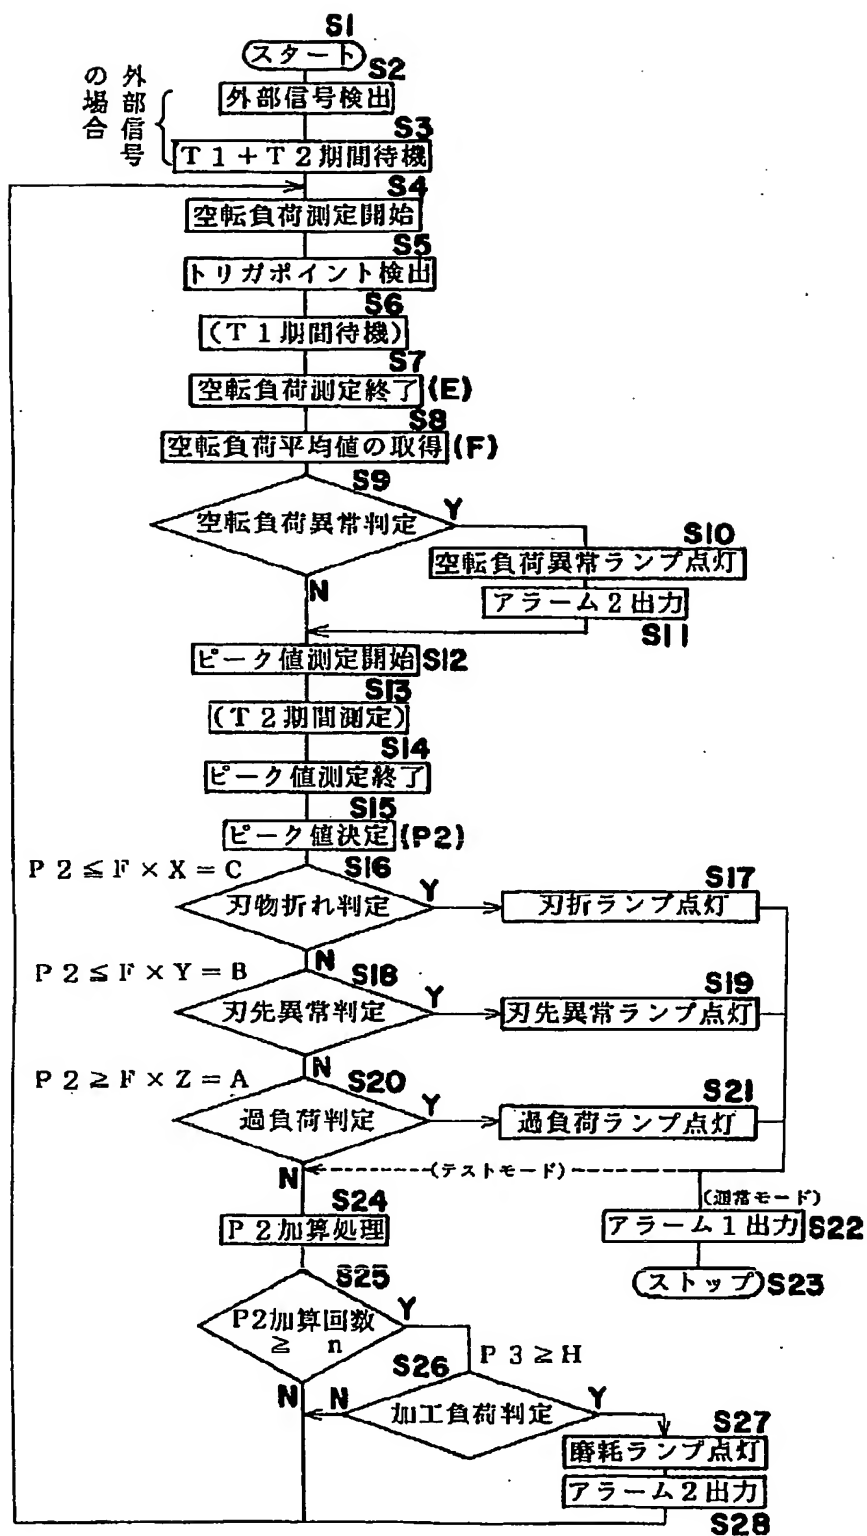 S1
スタート
S2
外部信号検出
外部信号
の場合
S3
T1+T2期間待機
S4
空転負荷測定開始
S5
トリガポイント検出
S6
(T1期間待機)
S7
空転負荷測定終了(E)
S8
空転負荷平均値の取得(F)
S9
空転負荷異常判定
Y
N
S10
空転負荷異常ランプ点灯
アラーム2出力
S11
ピーク値測定開始S12
S13
(T2期間測定)
S14
ピーク値測定終了
S15
ピーク値決定(P2)
P2≦F×X=C
S16
刃物折れ判定
Y
N
S17
刃折ランプ点灯
P2≦F×Y=B
S18
刃先異常判定
Y
N
S19
刃先異常ランプ点灯
P2≧F×Z=A
S20
過負荷判定
Y
N
S21
過負荷ランプ点灯
(テストモード)
(通常モード)
アラーム1出力S22
ストップS23
S24
P2加算処理
S25
P2加算回数
≧ n
Y
N
P3≧H
S26
加工負荷判定
N
Y
S27
磨耗ランプ点灯
アラーム2出力
S28